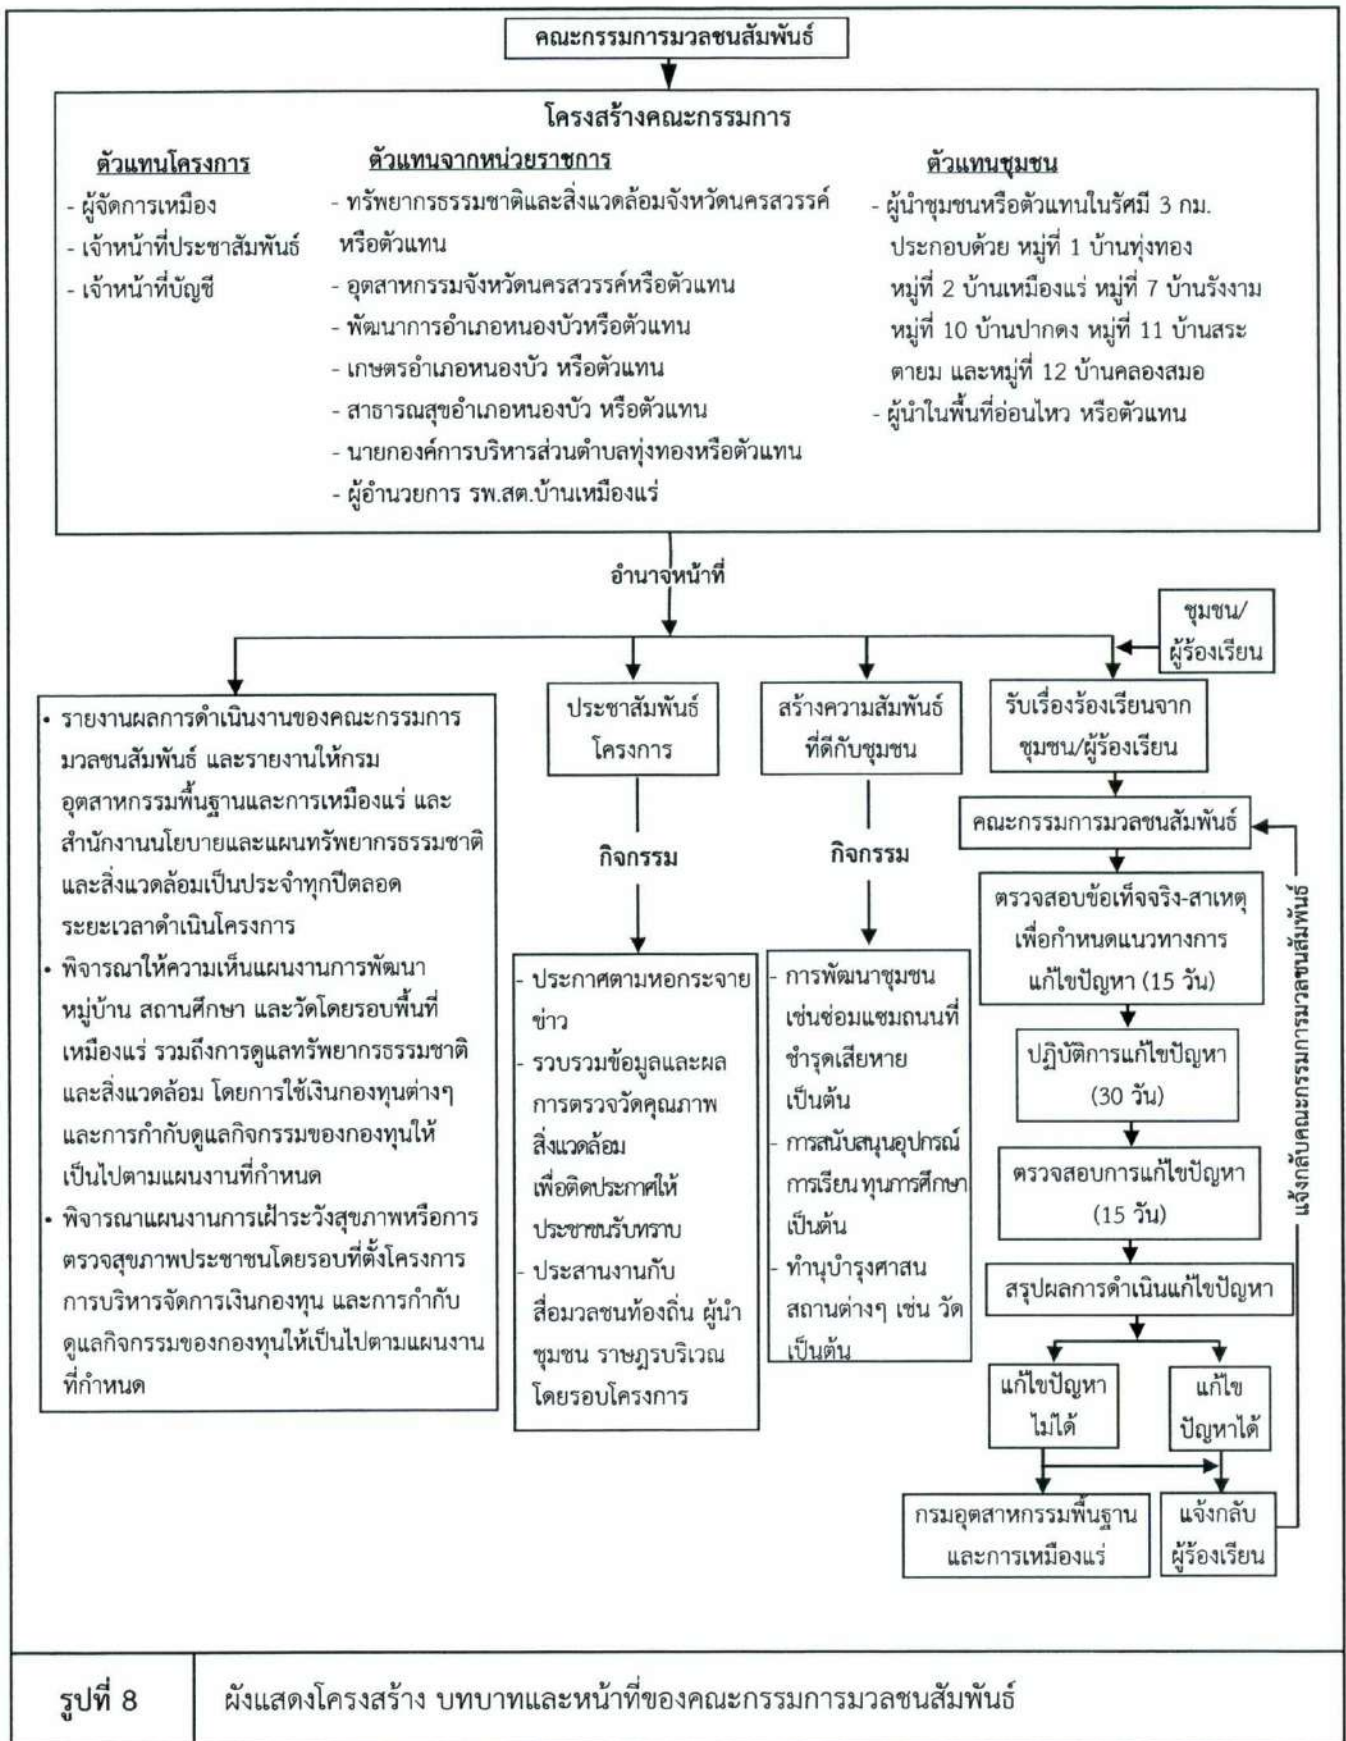 คณะกรรมการมวลชนสัมพันธ์
โครงสร้างคณะกรรมการ
ตัวแทนโครงการ
- ผู้จัดการเหมือง
- เจ้าหน้าที่ประชาสัมพันธ์
- เจ้าหน้าที่บัญชี
ตัวแทนจากหน่วยราชการ
- ทรัพยากรธรรมชาติและสิ่งแวดล้อมจังหวัดนครสวรรค์
หรือตัวแทน
- อุตสาหกรรมจังหวัดนครสวรรค์หรือตัวแทน
- พัฒนาการอำเภอหนองบัวหรือตัวแทน
- เกษตรอำเภอหนองบัว หรือตัวแทน
- สาธารณสุขอำเภอหนองบัว หรือตัวแทน
- นายกองค์การบริหารส่วนตำบลทุ่งทองหรือตัวแทน
- ผู้อำนวยการ รพ.สต.บ้านเหมืองแร่
ตัวแทนชุมชน
- ผู้นำชุมชนหรือตัวแทนในรัศมี 3 กม.
ประกอบด้วย หมู่ที่ 1 บ้านทุ่งทอง
หมู่ที่ 2 บ้านเหมืองแร่ หมู่ที่ 7 บ้านรังงาม
หมู่ที่ 10 บ้านปากดง หมู่ที่ 11 บ้านสระ
ตายม และหมู่ที่ 12 บ้านคลองสมอ
- ผู้นำในพื้นที่อ่อนไหว หรือตัวแทน
อำนาจหน้าที่
ชุมชน/
ผู้ร้องเรียน
• รายงานผลการดำเนินงานของคณะกรรมการ
มวลชนสัมพันธ์ และรายงานให้กรม
อุตสาหกรรมพื้นฐานและการเหมืองแร่ และ
สำนักงานนโยบายและแผนทรัพยากรธรรมชาติ
และสิ่งแวดล้อมเป็นประจำทุกปีตลอด
ระยะเวลาดำเนินโครงการ
• พิจารณาให้ความเห็นแผนงานการพัฒนา
หมู่บ้าน สถานศึกษา และวัดโดยรอบพื้นที่
เหมืองแร่ รวมถึงการดูแลทรัพยากรธรรมชาติ
และสิ่งแวดล้อม โดยการใช้เงินกองทุนต่างๆ
และการกำกับดูแลกิจกรรมของกองทุนให้
เป็นไปตามแผนงานที่กำหนด
• พิจารณาแผนงานการเฝ้าระวังสุขภาพหรือการ
ตรวจสุขภาพประชาชนโดยรอบที่ตั้งโครงการ
การบริหารจัดการเงินกองทุน และการกำกับ
ดูแลกิจกรรมของกองทุนให้เป็นไปตามแผนงาน
ที่กำหนด
ประชาสัมพันธ์
โครงการ
กิจกรรม
- ประกาศตามหอกระจาย
ข่าว
- รวบรวมข้อมูลและผล
การตรวจวัดคุณภาพ
สิ่งแวดล้อม
เพื่อติดประกาศให้
ประชาชนรับทราบ
- ประสานงานกับ
สื่อมวลชนท้องถิ่น ผู้นำ
ชุมชน ราษฎรบริเวณ
โดยรอบโครงการ
สร้างความสัมพันธ์
ที่ดีกับชุมชน
กิจกรรม
- การพัฒนาชุมชน
เช่นซ่อมแซมถนนที่
ชำรุดเสียหาย
เป็นต้น
- การสนับสนุนอุปกรณ์
การเรียน ทุนการศึกษา
เป็นต้น
- ทำนุบำรุงศาสน
สถานต่างๆ เช่น วัด
เป็นต้น
รับเรื่องร้องเรียนจาก
ชุมชน/ผู้ร้องเรียน
คณะกรรมการมวลชนสัมพันธ์
ตรวจสอบข้อเท็จจริง-สาเหตุ
เพื่อกำหนดแนวทางการ
แก้ไขปัญหา (15 วัน)
ปฏิบัติการแก้ไขปัญหา
(30 วัน)
ตรวจสอบการแก้ไขปัญหา
(15 วัน)
สรุปผลการดำเนินแก้ไขปัญหา
แก้ไขปัญหา
ไม่ได้
แก้ไข
ปัญหาได้
กรมอุตสาหกรรมพื้นฐาน
และการเหมืองแร่
แจ้งกลับ
ผู้ร้องเรียน
แจ้งกลับคณะกรรมการมวลชนสัมพันธ์
รูปที่ 8
ผังแสดงโครงสร้าง บทบาทและหน้าที่ของคณะกรรมการมวลชนสัมพันธ์